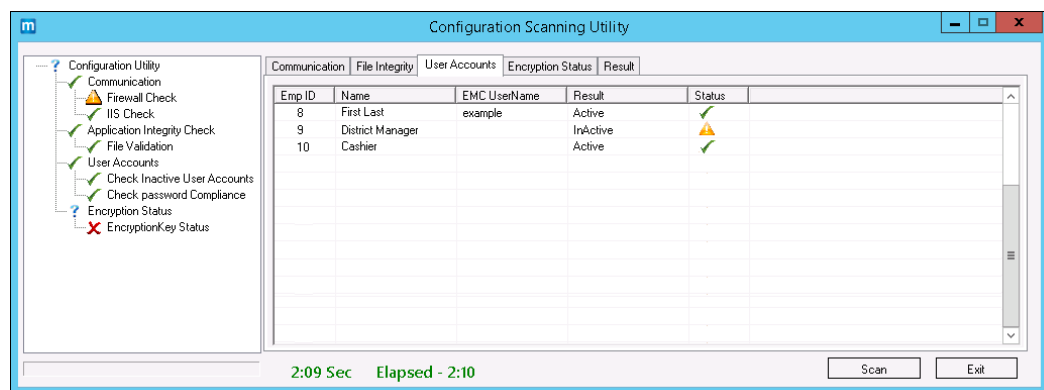 m
Configuration Scanning Utility
Configuration Utility
Communication
Firewall Check
IIS Check
Application Integrity Check
File Validation
User Accounts
Check Inactive User Accounts
Check password Compliance
Encryption Status
EncryptionKey Status
Communication File Integrity User Accounts Encryption Status Result
Emp ID Name EMC UserName Result Status
8 First Last example Active
9 District Manager InActive
10 Cashier Active
2:09 Sec Elapsed - 2:10
Scan Exit